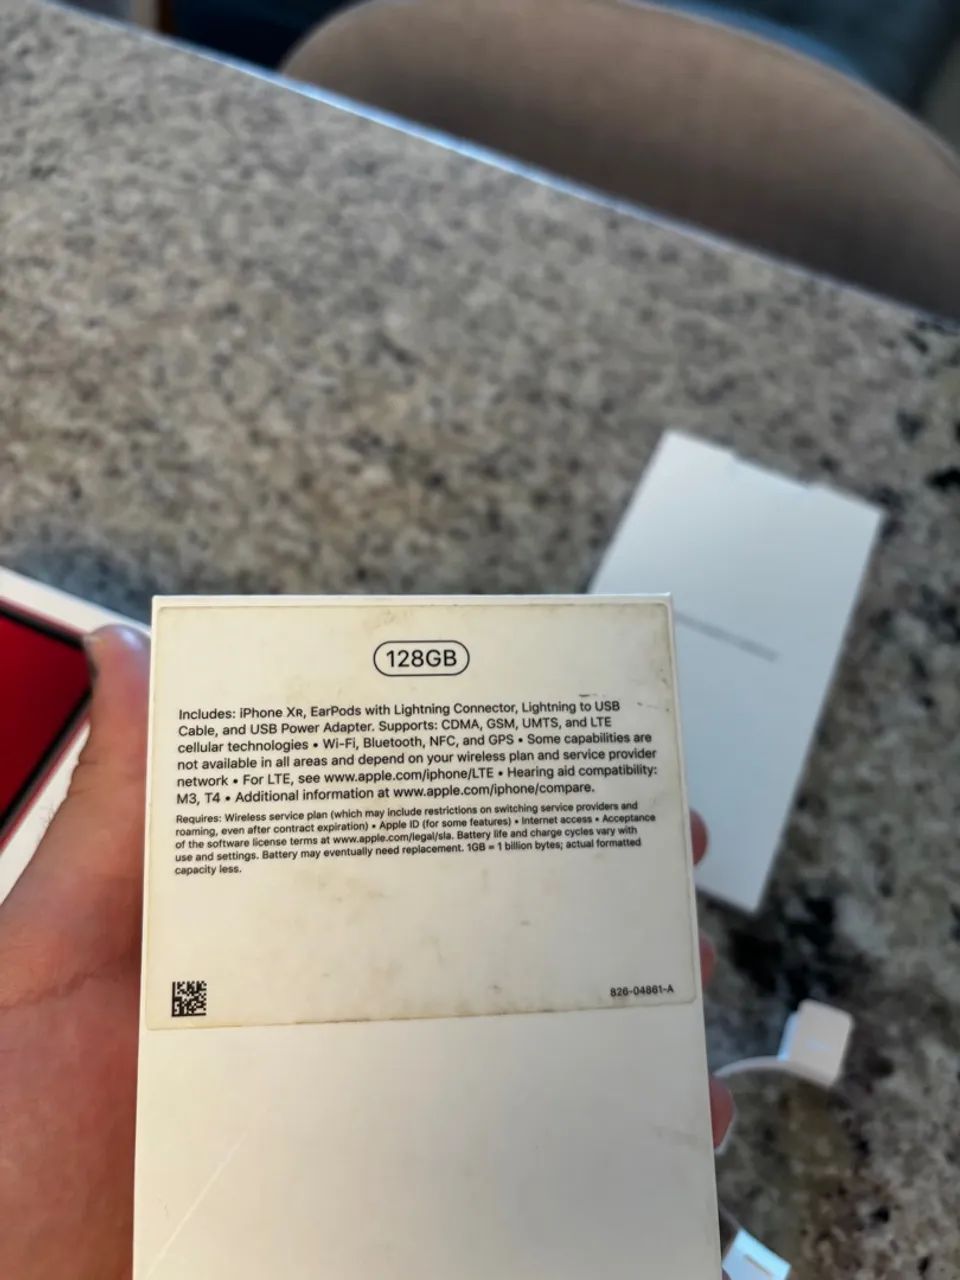 128GB
Includes: iPhone XR, EarPods with Lightning Connector, Lightning to USB
Cable, and USB Power Adapter. Supports: CDMA, GSM, UMTS, and LTE
cellular technologies • Wi-Fi, Bluetooth, NFC, and GPS • Some capabilities are
not available in all areas and depend on your wireless plan and service provider
network • For LTE, see www.apple.com/iphone/LTE • Hearing aid compatibility:
M3, T4 • Additional information at www.apple.com/iphone/compare.
Requires: Wireless service plan (which may include restrictions on switching service providers and
roaming, even after contract expiration) • Apple ID (for some features) • Internet access • Acceptance
of the software license terms at www.apple.com/legal/sla. Battery life and charge cycles vary with
use and settings. Battery may eventually need replacement. 1GB = 1 billion bytes; actual formatted
capacity less.
826-04861-A